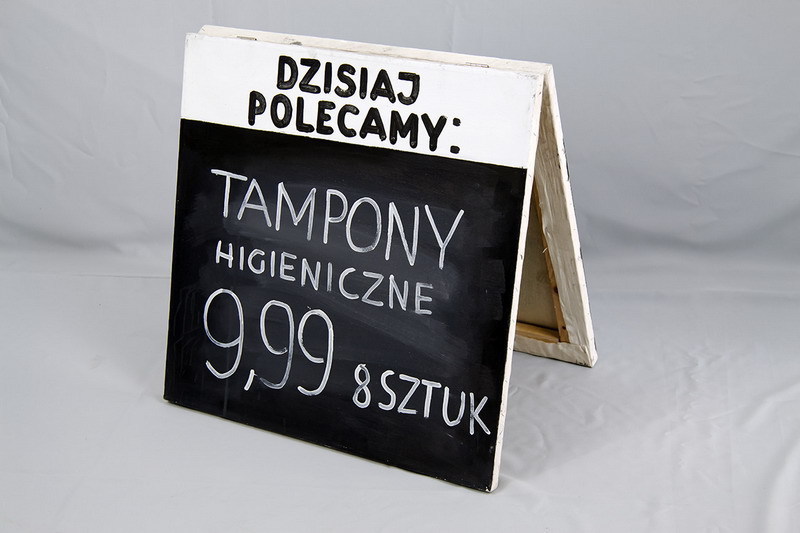 DZISIAJ
POLECAMY:
TAMPONY
HIGIENICZNE
9,99 8 SZTUK